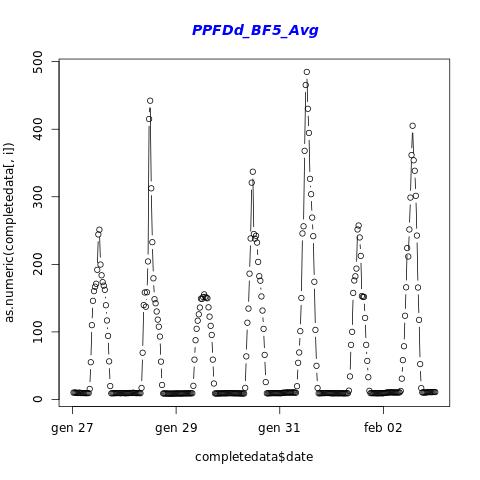 PPFDd_BF5_Avg
as.numeric(completedata[, i])
500
400
300
200
100
0
gen 27
gen 29
gen 31
feb 02
completedata$date